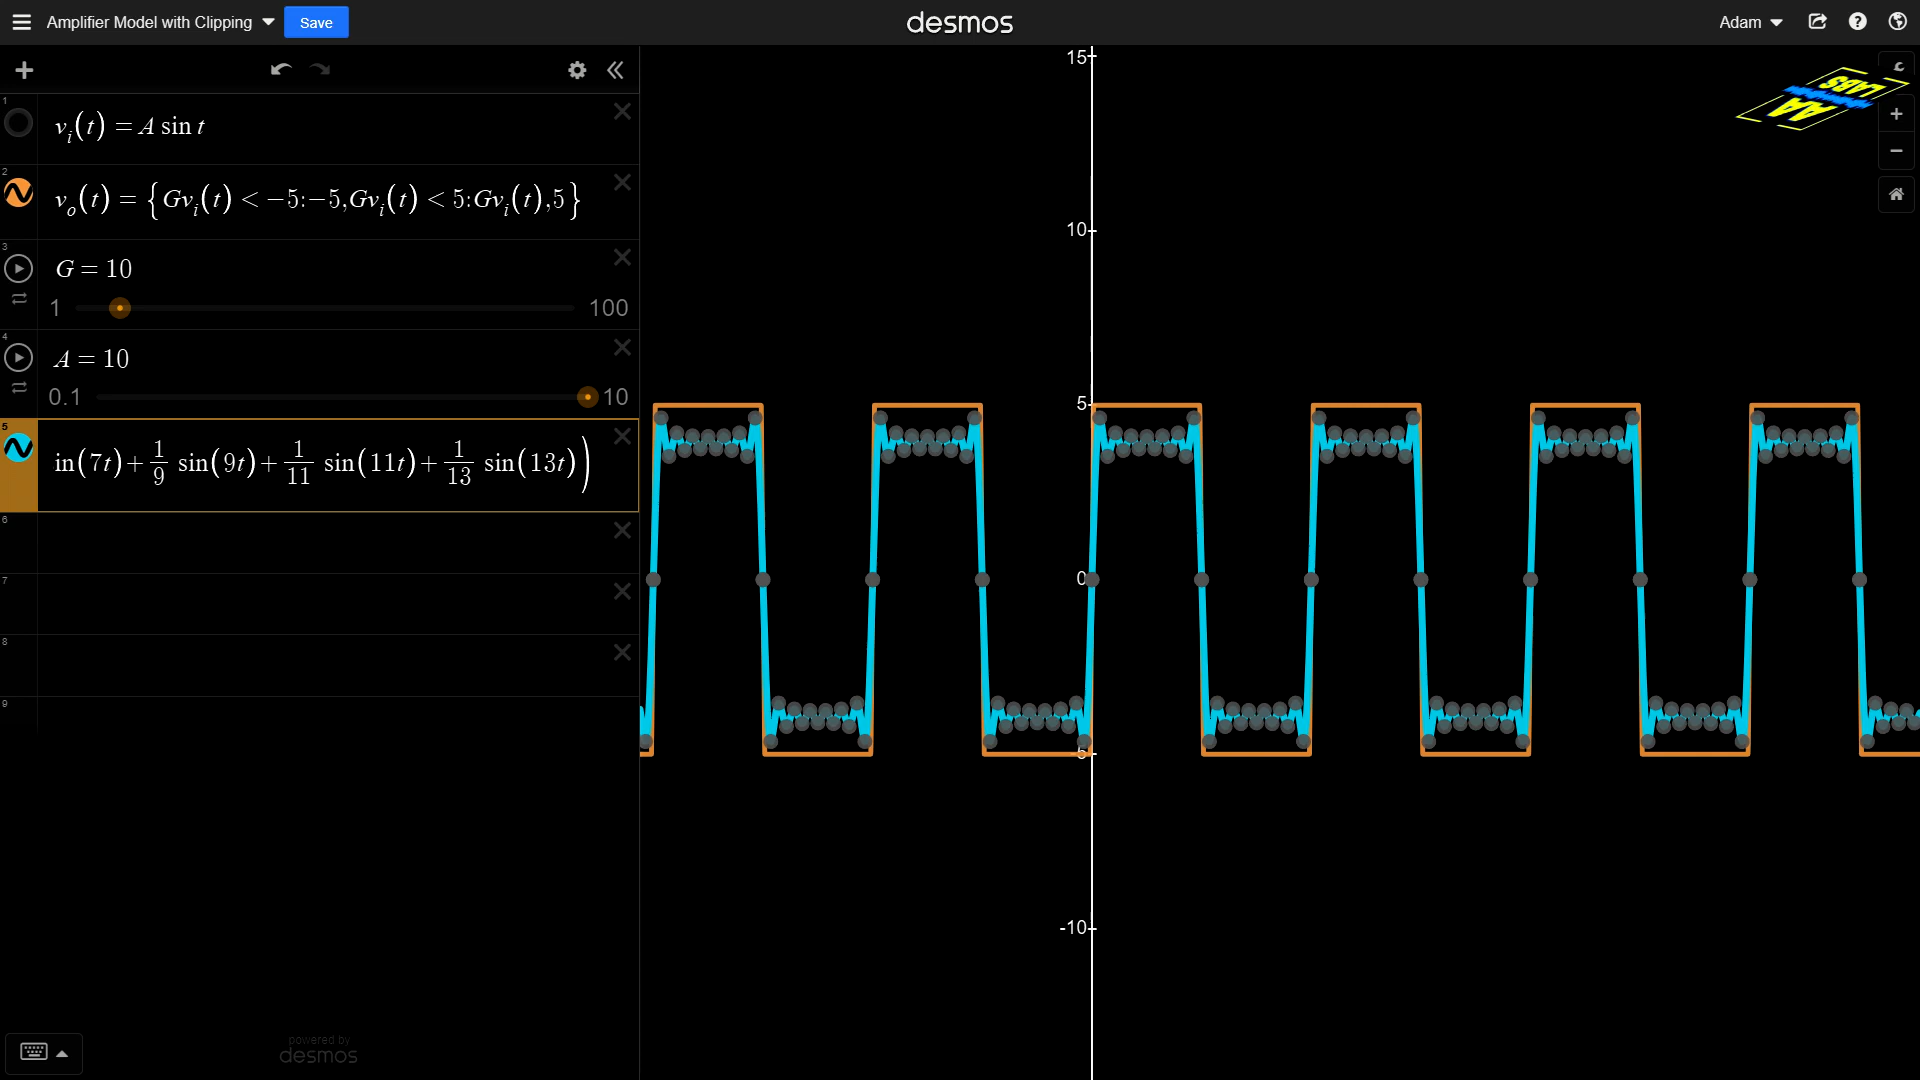 Amplifier Model with Clipping
Save
desmos
Adam
1
v_i(t) = A sin t
2
v_o(t) = {Gv_i(t) < −5:−5,Gv_i(t) < 5:Gv_i(t),5}
3
G = 10
1
100
4
A = 10
0.1
10
5
in(7t)+1/9 sin(9t)+1/11 sin(11t)+1/13 sin(13t))
6
7
8
9
powered by
desmos
15
10
5
0
-5
-10
AA
LABS